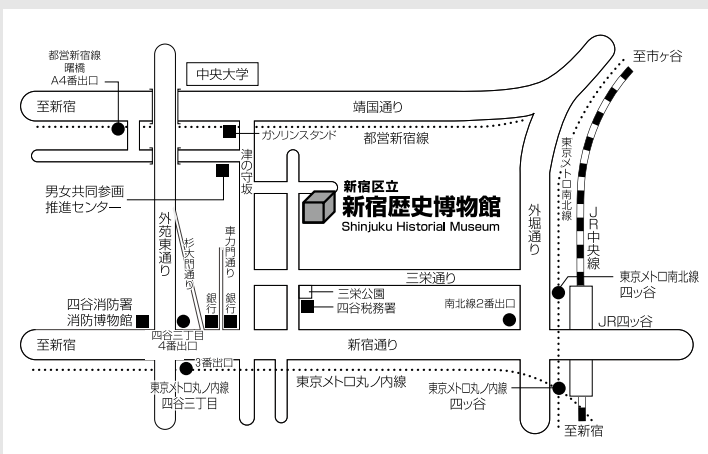 都営新宿線
曙橋
A4番出口
中央大学
至市ヶ谷
至新宿
靖国通り
ガソリンスタンド
都営新宿線
東京メトロ南北線
津の守坂
男女共同参画
推進センター
新宿区立
新宿歴史博物館
Shinjuku Historical Museum
外苑東通り
杉大門通り
車力門通り
外堀通り
JR中央線
三栄通り
東京メトロ南北線
四ッ谷
四谷消防署
消防博物館
銀行
銀行
三栄公園
四谷税務署
南北線2番出口
四谷三丁目
4番出口
JR四ッ谷
至新宿
新宿通り
3番出口
東京メトロ丸ノ内線
四谷三丁目
東京メトロ丸ノ内線
東京メトロ丸ノ内線
四ッ谷
至新宿